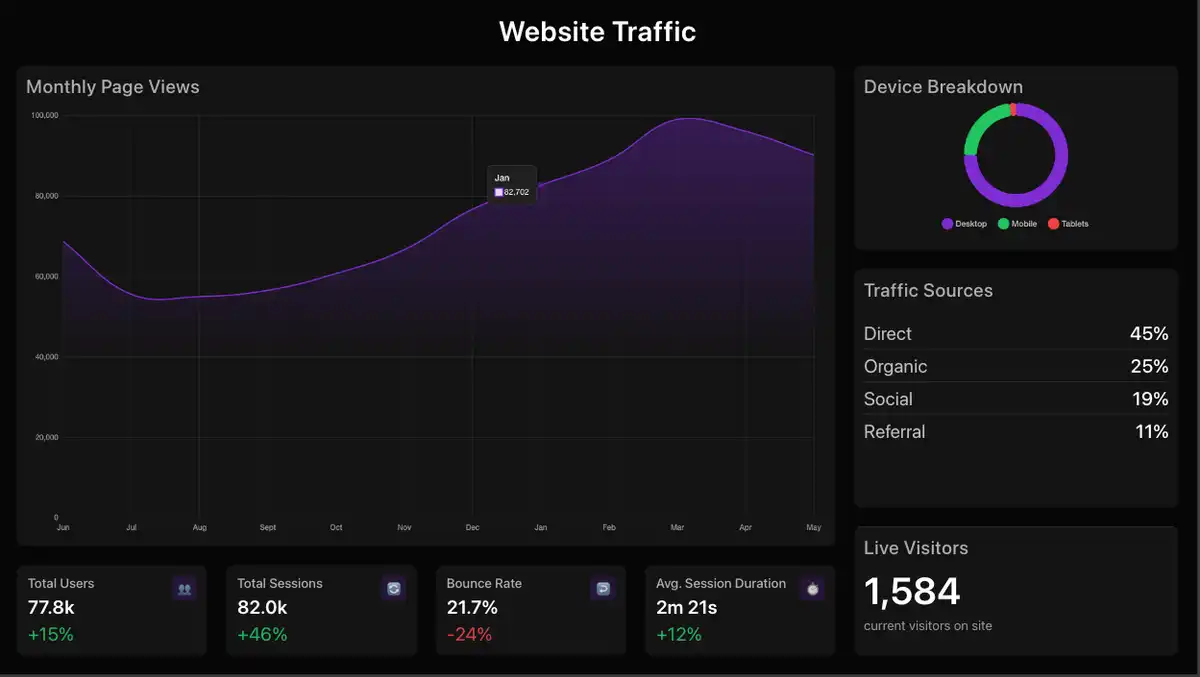 Website Traffic
Monthly Page Views
100,000
80,000
60,000
40,000
20,000
0
Jan
82,702
Jun Jul Aug Sept Oct Nov Dec Jan Feb Mar Apr May
Device Breakdown
Desktop Mobile Tablets
Traffic Sources
Direct 45%
Organic 25%
Social 19%
Referral 11%
Total Users
77.8k
+15%
Total Sessions
82.0k
+46%
Bounce Rate
21.7%
-24%
Avg. Session Duration
2m 21s
+12%
Live Visitors
1,584
current visitors on site